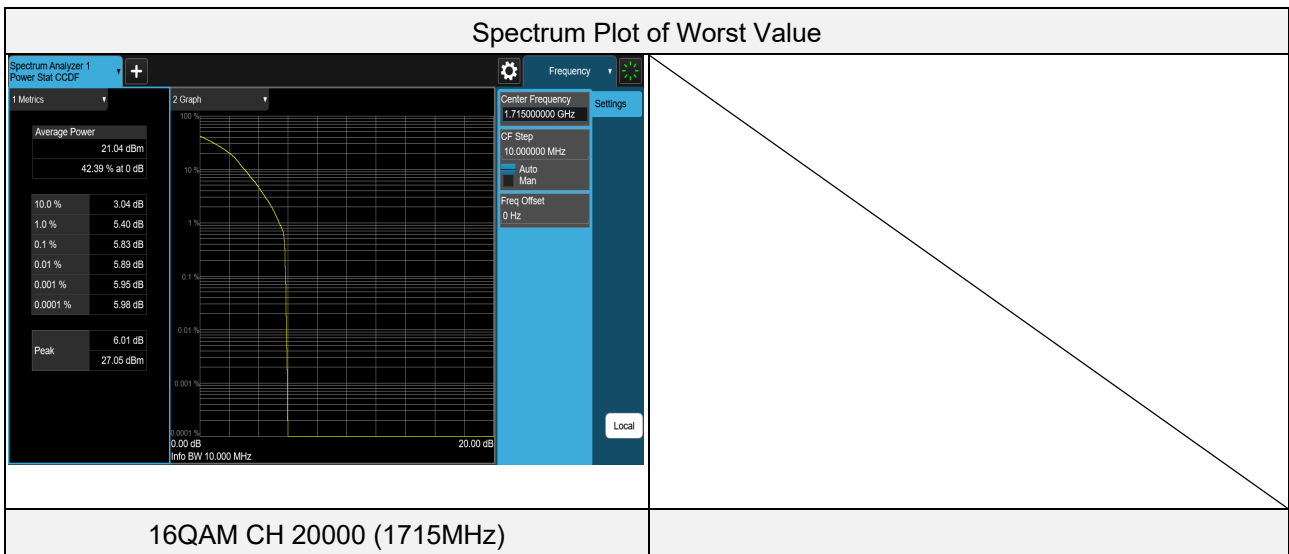 Spectrum Plot of Worst Value
Spectrum Analyzer 1
Power Stat CCDF
+
Frequency
1 Metrics
2 Graph
Average Power
21.04 dBm
42.39 % at 0 dB
10.0 % 3.04 dB
1.0 % 5.40 dB
0.1 % 5.83 dB
0.01 % 5.89 dB
0.001 % 5.95 dB
0.0001 % 5.98 dB
Peak 6.01 dB
27.05 dBm
100 %
10 %
1 %
0.1 %
0.01 %
0.001 %
0.0001 %
0.00 dB 20.00 dB
Info BW 10.000 MHz
Center Frequency
1.715000000 GHz
CF Step
10.000000 MHz
Auto
Man
Freq Offset
0 Hz
Settings
Local
16QAM CH 20000 (1715MHz)